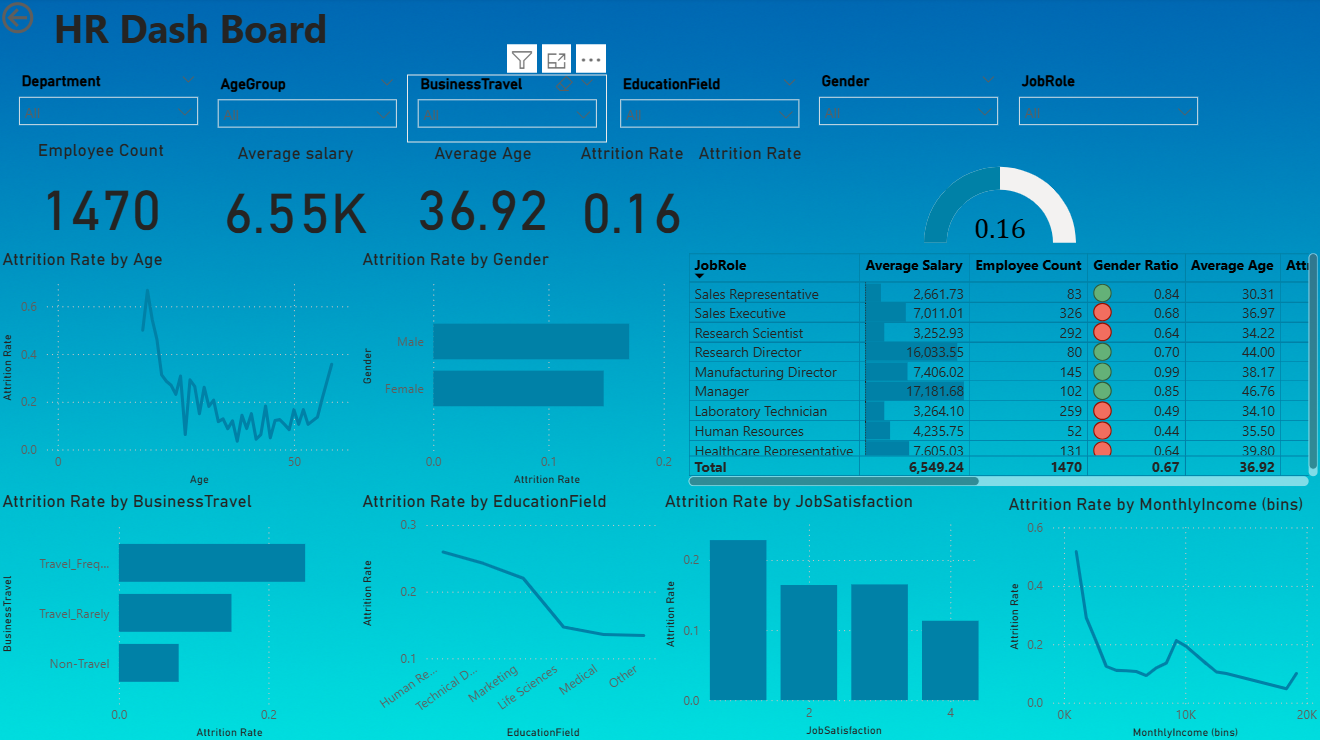 HR Dash Board
Department
AgeGroup
BusinessTravel
EducationField
Gender
JobRole
All
All
All
All
All
All
Employee Count
Average salary
Average Age
Attrition Rate
Attrition Rate
1470
6.55K
36.92
0.16
0.16
Attrition Rate by Age
Attrition Rate
0.6
0.4
0.2
0.0
0
50
Age
Attrition Rate by Gender
Gender
Male
Female
0.0
0.1
0.2
Attrition Rate
JobRole Average Salary Employee Count Gender Ratio Average Age Attr
Sales Representative 2,661.73 83 0.84 30.31
Sales Executive 7,011.01 326 0.68 36.97
Research Scientist 3,252.93 292 0.64 34.22
Research Director 16,033.55 80 0.70 44.00
Manufacturing Director 7,406.02 145 0.99 38.17
Manager 17,181.68 102 0.85 46.76
Laboratory Technician 3,264.10 259 0.49 34.10
Human Resources 4,235.75 52 0.44 35.50
Healthcare Representative 7,605.03 131 0.64 39.80
Total 6,549.24 1470 0.67 36.92
Attrition Rate by BusinessTravel
BusinessTravel
Travel_Freq...
Travel_Rarely
Non-Travel
0.0
0.2
Attrition Rate
Attrition Rate by EducationField
Attrition Rate
0.3
0.2
0.1
Human Re...
Technical D...
Marketing
Life Sciences
Medical
Other
EducationField
Attrition Rate by JobSatisfaction
Attrition Rate
0.2
0.1
0.0
2
4
JobSatisfaction
Attrition Rate by MonthlyIncome (bins)
Attrition Rate
0.6
0.4
0.2
0.0
0K
10K
20K
MonthlyIncome (bins)